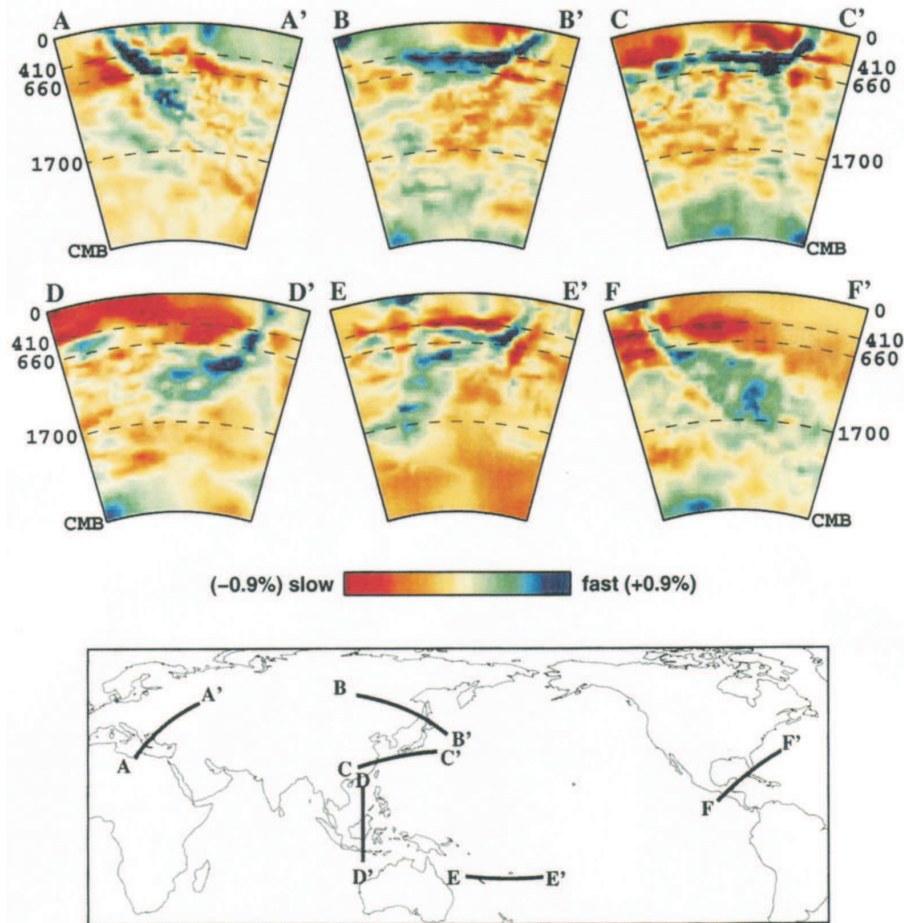 A A' B B' C C'
0 0
410 410
660 660
1700 1700
CMB CMB
D D' E E' F F'
0 0
410 410
660 660
1700 1700
CMB CMB
(-0.9%) slow fast (+0.9%)
A' B
B' F'
A C C'
D F
D' E E'